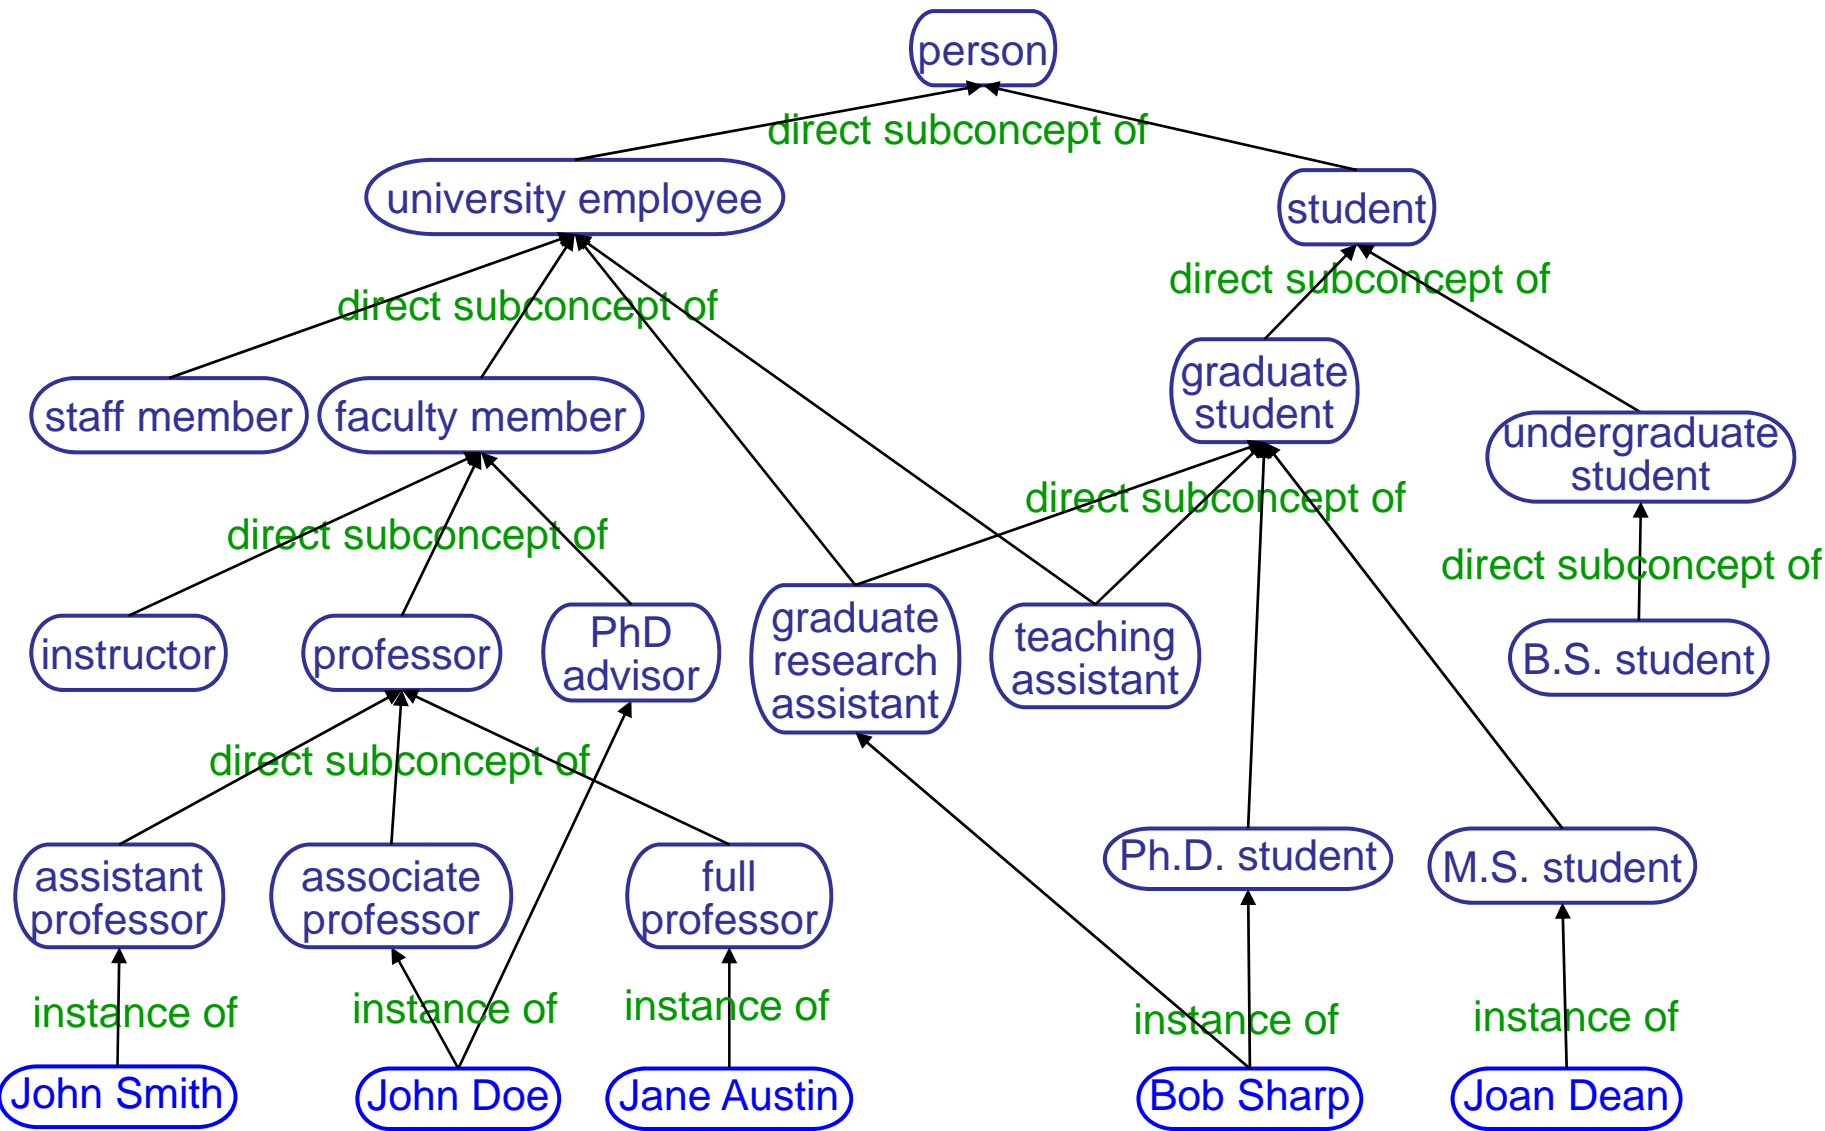 person
direct subconcept of
university employee
student
direct subconcept of
direct subconcept of
graduate
student
staff member
faculty member
undergraduate
student
direct subconcept of
direct subconcept of
direct subconcept of
instructor
professor
PhD
advisor
graduate
research
assistant
teaching
assistant
B.S. student
direct subconcept of
assistant
professor
associate
professor
full
professor
Ph.D. student
M.S. student
instance of
instance of
instance of
instance of
instance of
John Smith
John Doe
Jane Austin
Bob Sharp
Joan Dean